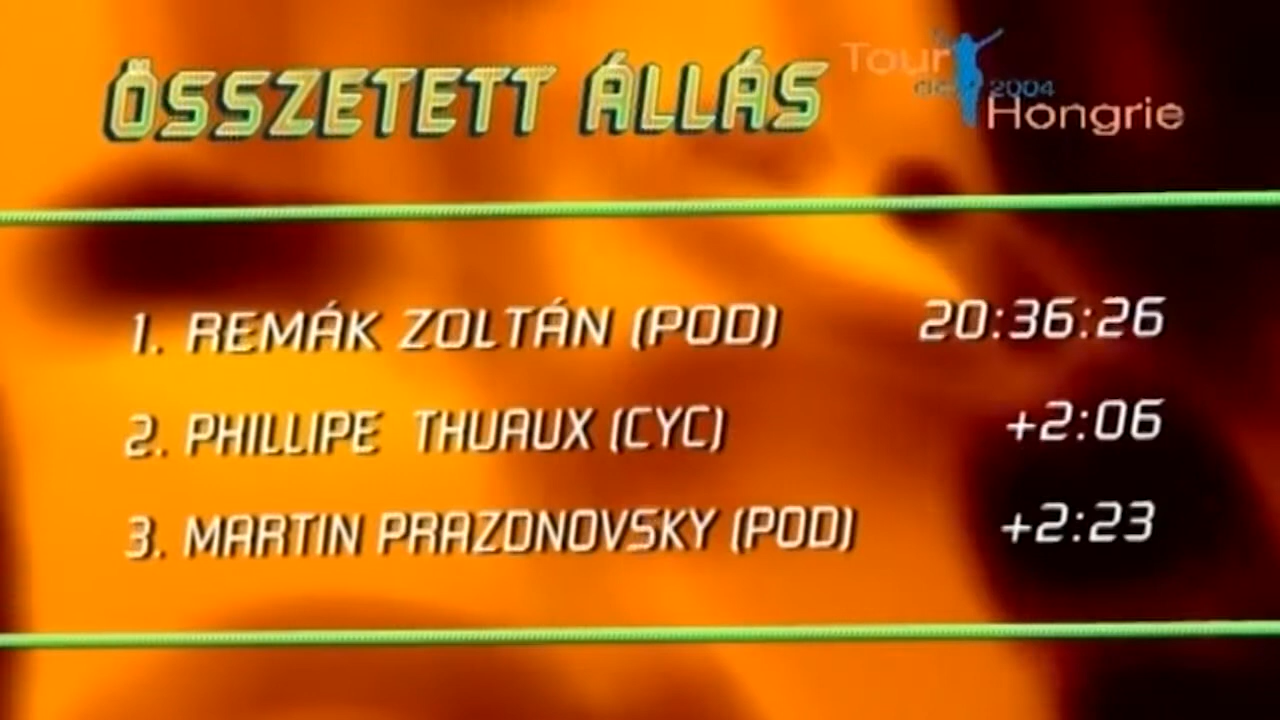 ÖSSZETETT ÁLLÁS
Tour
de 2004
Hongrie
1. REMÁK ZOLTÁN (POD) 20:36:26
2. PHILLIPE THUAUX (CYC) +2:06
3. MARTIN PRAZDNOVSKY (POD) +2:23